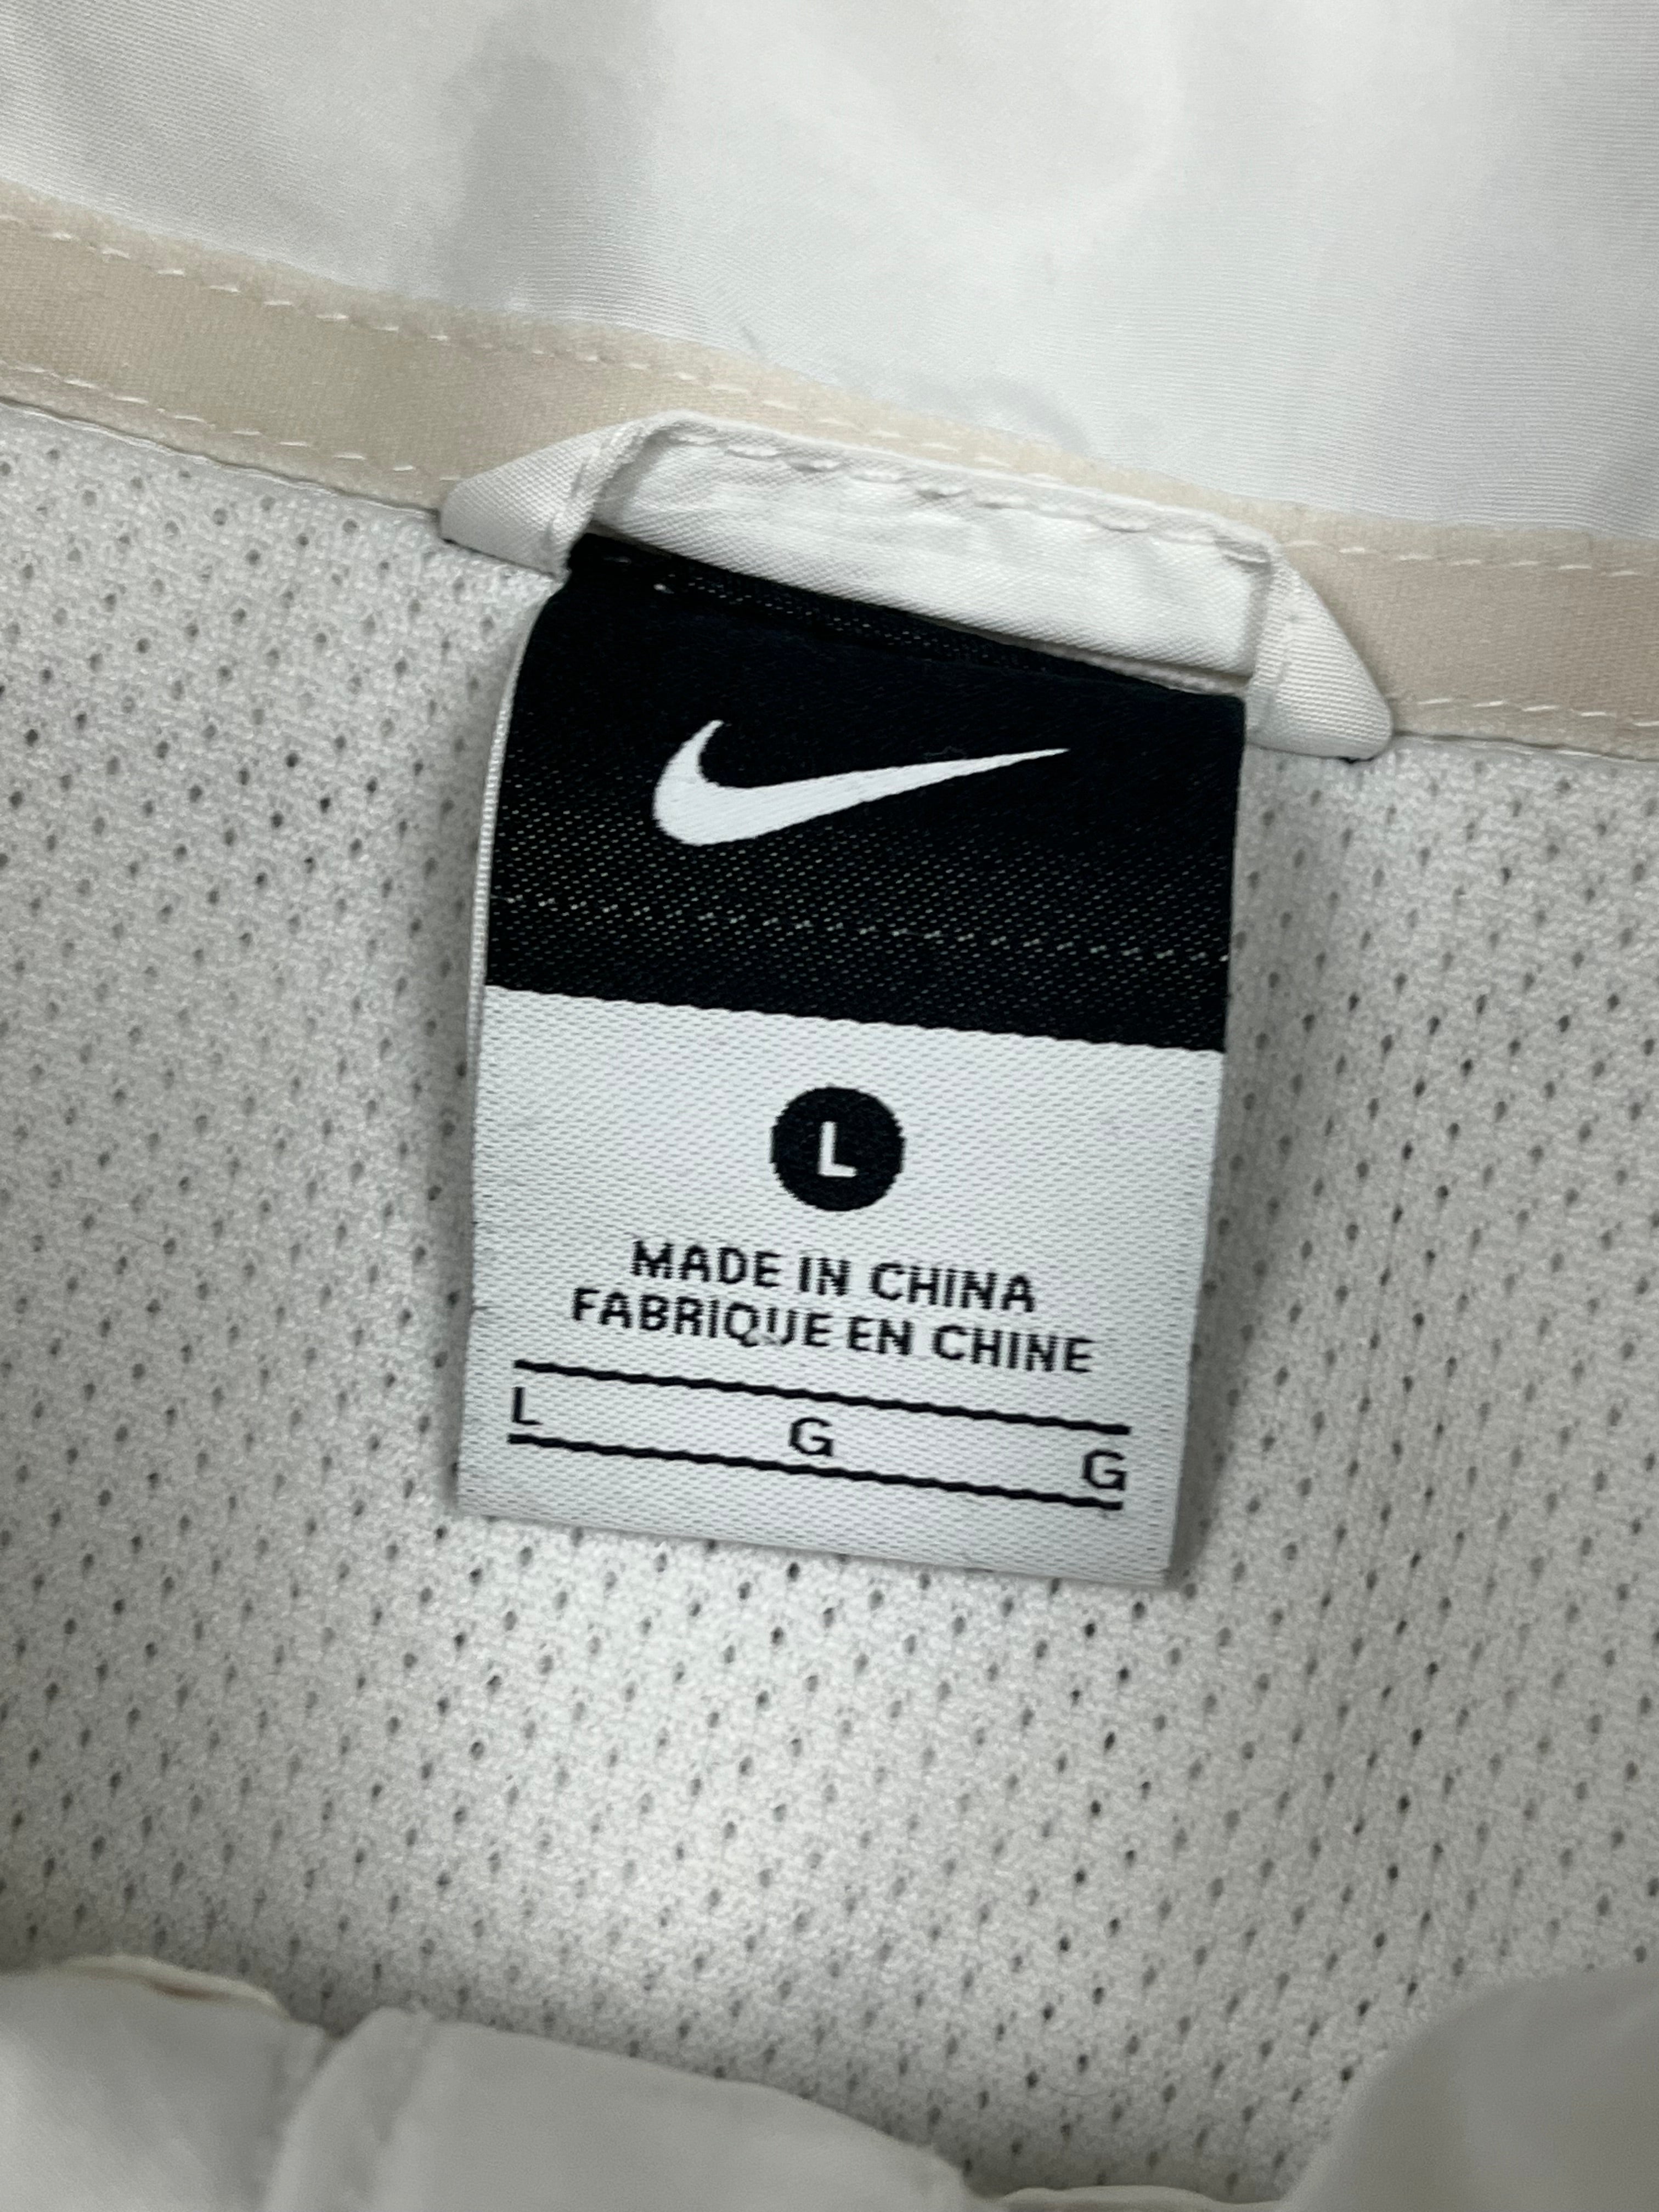 L
MADE IN CHINA
FABRIQUE EN CHINE
L G G